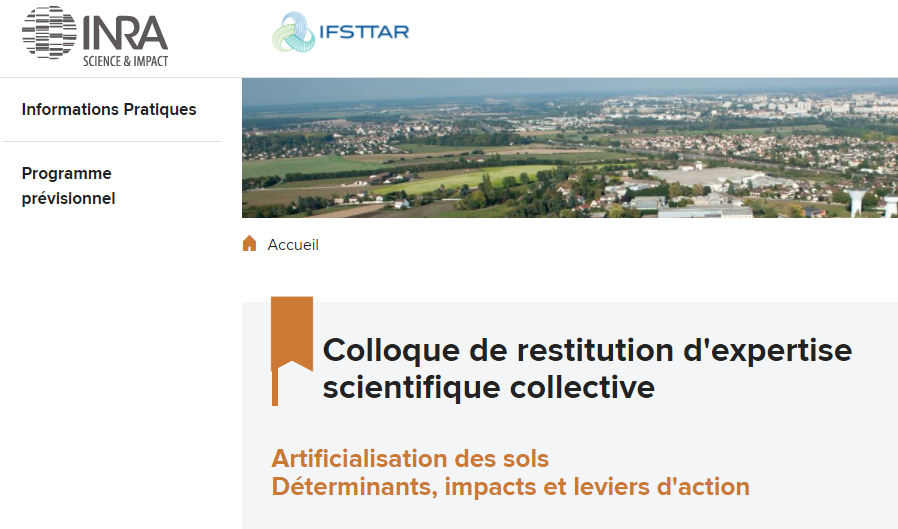 INRA
SCIENCE & IMPACT
IFSTTAR
Informations Pratiques
Programme
prévisionnel
Accueil
Colloque de restitution d'expertise
scientifique collective
Artificialisation des sols
Déterminants, impacts et leviers d'action